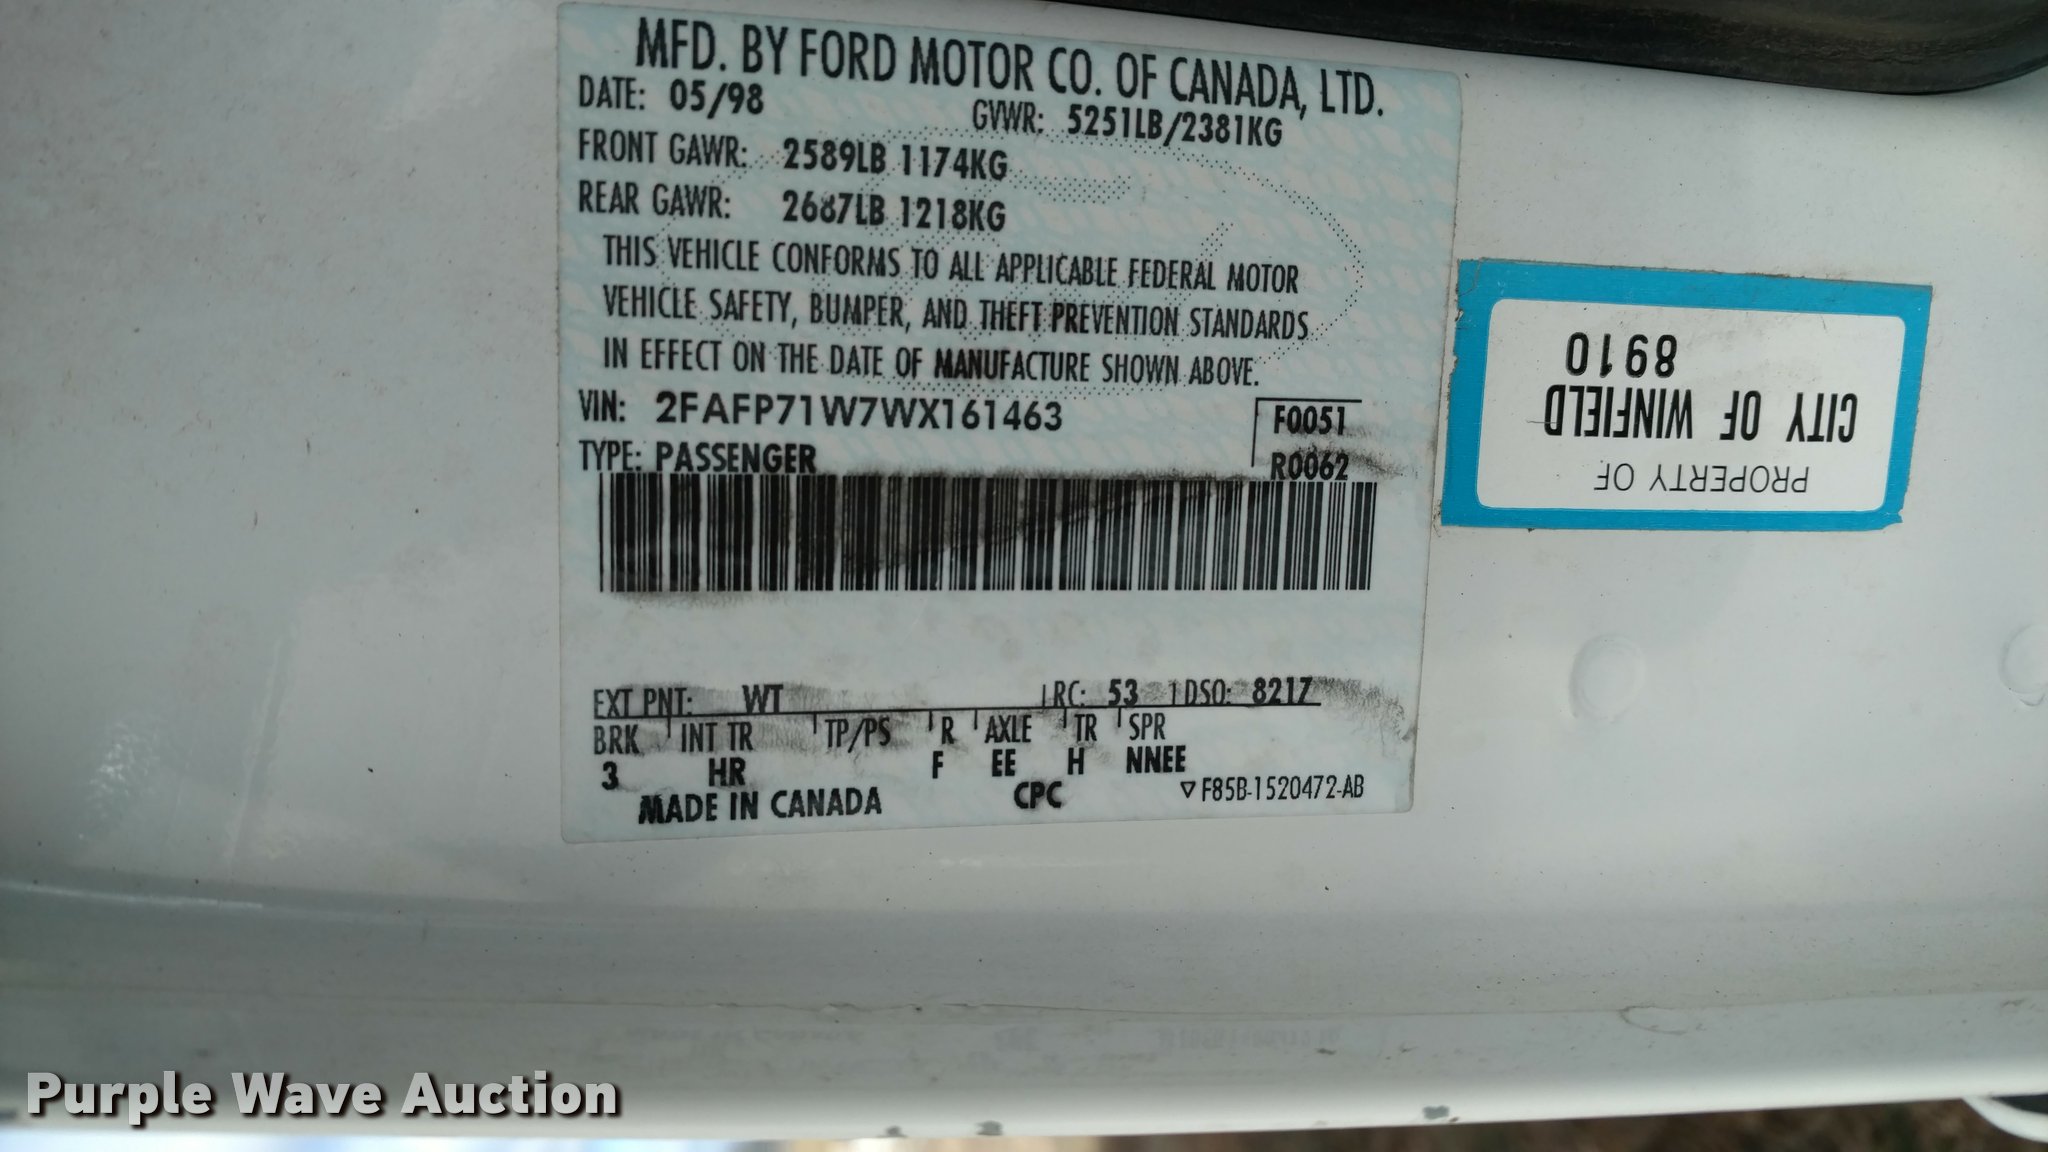 MFD. BY FORD MOTOR CO. OF CANADA, LTD.
DATE: 05/98 GVWR: 5251LB/2381KG
FRONT GAWR: 2589LB 1174KG
REAR GAWR: 2687LB 1218KG
THIS VEHICLE CONFORMS TO ALL APPLICABLE FEDERAL MOTOR
VEHICLE SAFETY, BUMPER, AND THEFT PREVENTION STANDARDS
IN EFFECT ON THE DATE OF MANUFACTURE SHOWN ABOVE.
VIN: 2FAFP71W7WX161463 F0051
TYPE: PASSENGER R0062
EXT PNT: WT RC: 53 DSO: 8217
BRK INT TR TP/PS R AXLE TR SPR
3 HR F EE H NNEE
MADE IN CANADA CPC ▽ F85B-1520472-AB
PROPERTY OF
CITY OF WINFIELD
8910
Purple Wave Auction